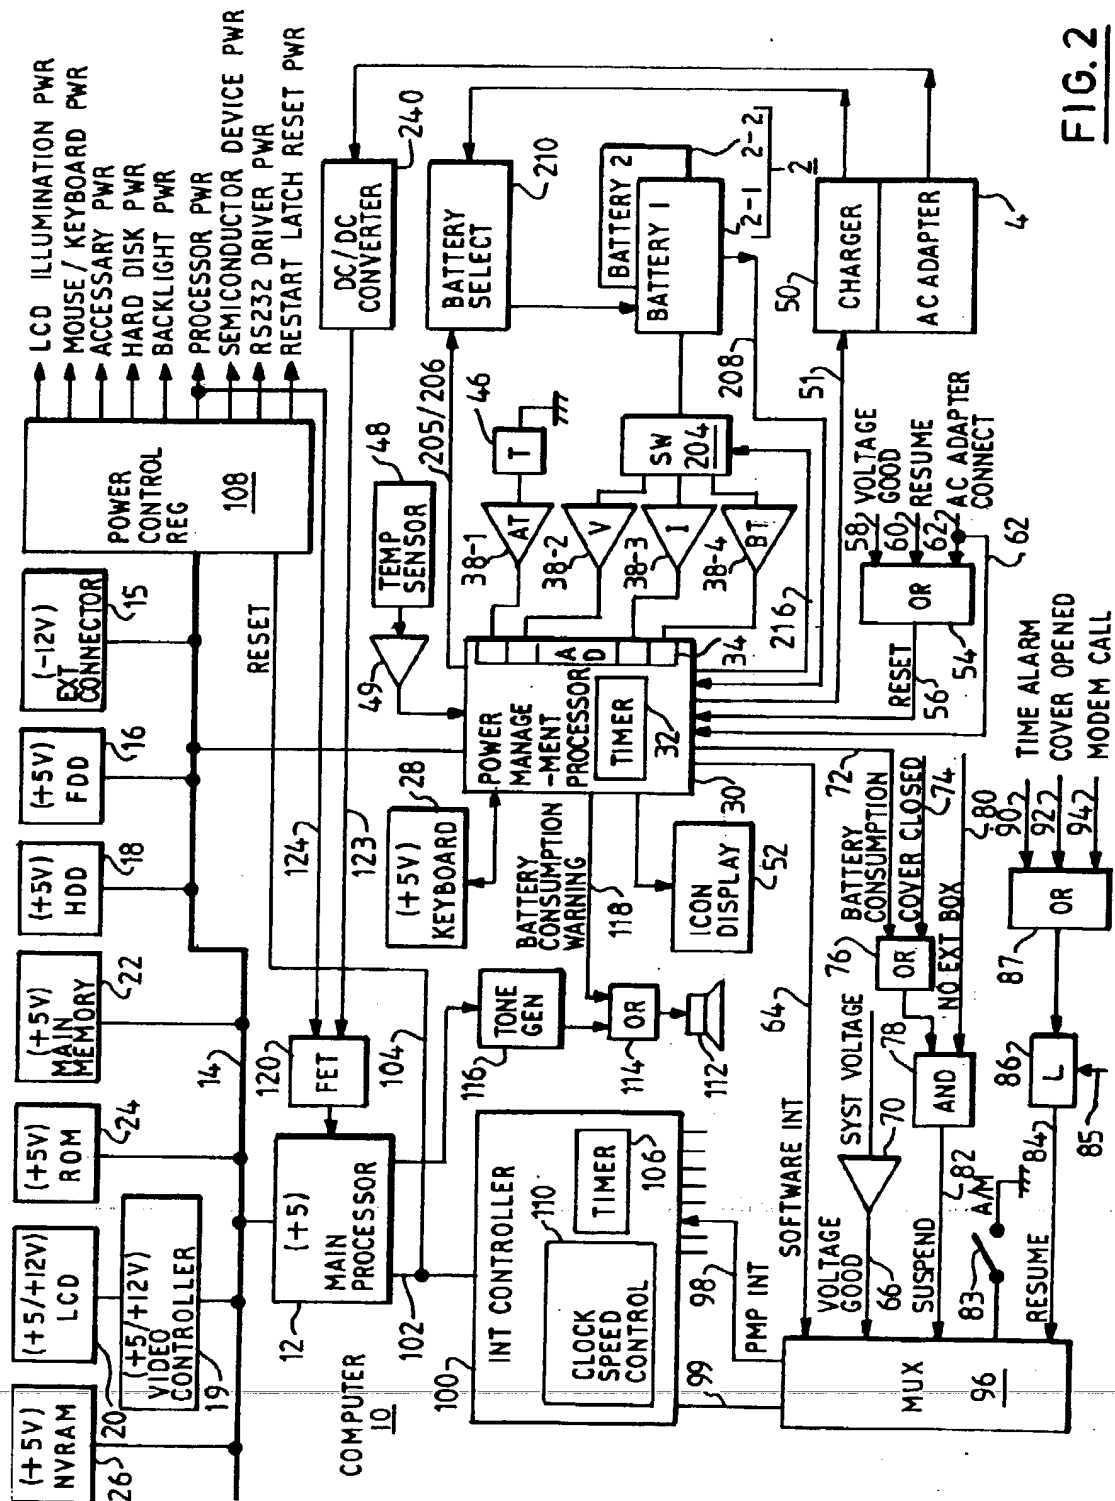 (+5V)
NVRAM
26
(+5/+12V)
LCD
20
(+5/+12V)
VIDEO
CONTROLLER
19
(+5V)
ROM
24
(+5V)
MAIN
MEMORY
22
(+5V)
HDD
18
(+5V)
FDD
16
(-12V)
EXT
CONNECTOR
15
14
POWER
CONTROL
REG
108
LCD ILLUMINATION PWR
MOUSE/ KEYBOARD PWR
ACCESSARY PWR
HARD DISK PWR
BACKLIGHT PWR
PROCESSOR PWR
SEMICONDUCTOR DEVICE PWR
RS232 DRIVER PWR
RESTART LATCH RESET PWR
RESET
COMPUTER
10
(+5)
MAIN
PROCESSOR
12
102
104
FET
120
124
123
DC/DC
CONVERTER
240
TEMP
SENSOR
48
49
(+5V)
KEYBOARD
28
205/206
BATTERY
SELECT
210
TONE
GEN
116
BATTERY
CONSUMPTION
WARNING
118
OR
114
112
POWER
MANAGE
-MENT
PROCESSOR
TIMER
32
30
A
D
34
T
46
AT
38-1
V
38-2
I
38-3
BT
38-4
SW
204
BATTERY 2
BATTERY 1
2-1
2-2
2
208
216
ICON
DISPLAY
52
INT CONTROLLER
100
CLOCK
SPEED
CONTROL
110
TIMER
106
98
PMP INT
99
64
SOFTWARE INT
CHARGER
AC ADAPTER
50
51
4
58
VOLTAGE
GOOD
60
RESUME
62
AC ADAPTER
CONNECT
62
OR
54
RESET
56
72
BATTERY
CONSUMPTION
COVER CLOSED
74
NO EXT BOX
80
OR
76
AND
78
SYST VOLTAGE
70
VOLTAGE
GOOD
66
SUSPEND
82
83
A/M
RESUME
84
L
86
85
OR
87
90
TIME ALARM
92
COVER OPENED
94
MODEM CALL
MUX
96
FIG. 2